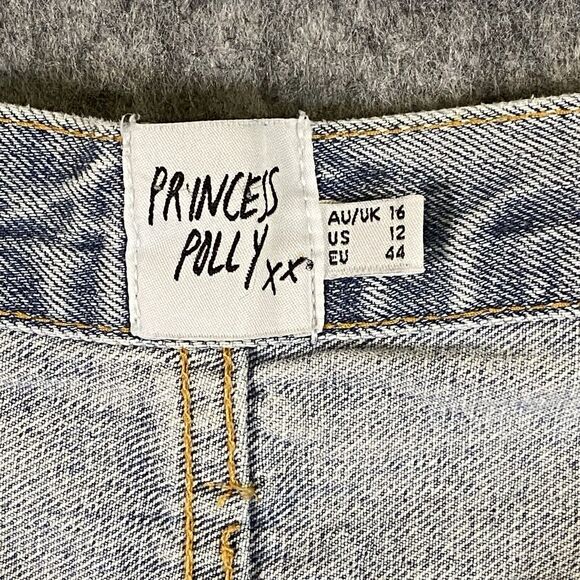 PRINCESS
POLLY xx
AU/UK 16
US 12
EU 44